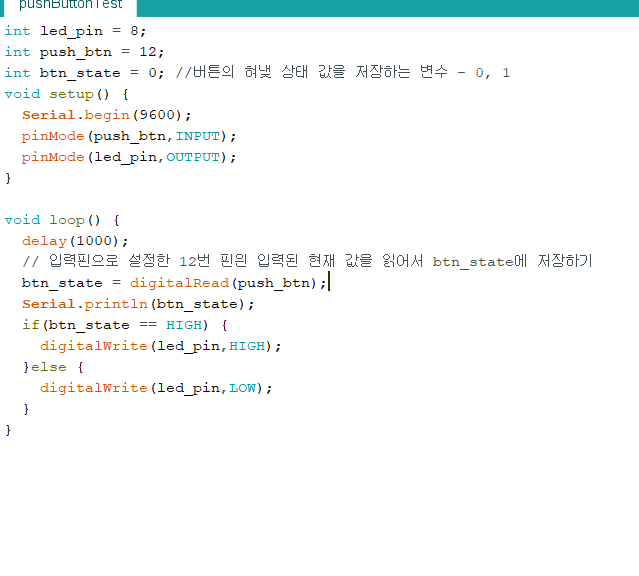 pushButtonTest
int led_pin = 8;
int push_btn = 12;
int btn_state = 0; //버튼의 혀냊 상태 값을 저장하는 변수 - 0, 1
void setup() {
  Serial.begin(9600);
  pinMode(push_btn,INPUT);
  pinMode(led_pin,OUTPUT);
}
void loop() {
  delay(1000);
  // 입력핀으로 설정한 12번 핀읜 입력된 현재 값을 읽어서 btn_state에 저장하기
  btn_state = digitalRead(push_btn);
  Serial.println(btn_state);
  if(btn_state == HIGH) {
    digitalWrite(led_pin,HIGH);
  }else {
    digitalWrite(led_pin,LOW);
  }
}